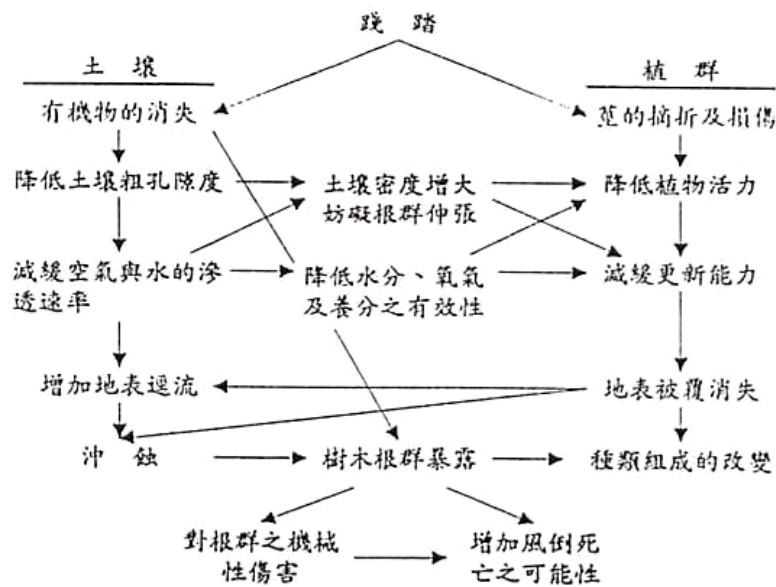 踐踏
土壤
植群
有機物的消失
莖的摘折及損傷
降低土壤粗孔隙度
土壤密度增大
妨礙根群伸張
降低植物活力
減緩空氣與水的滲
透速率
降低水分、氧氣
及養分之有效性
減緩更新能力
增加地表逕流
地表被覆消失
沖蝕
樹木根群暴露
種類組成的改變
對根群之機械
性傷害
增加風倒死
亡之可能性